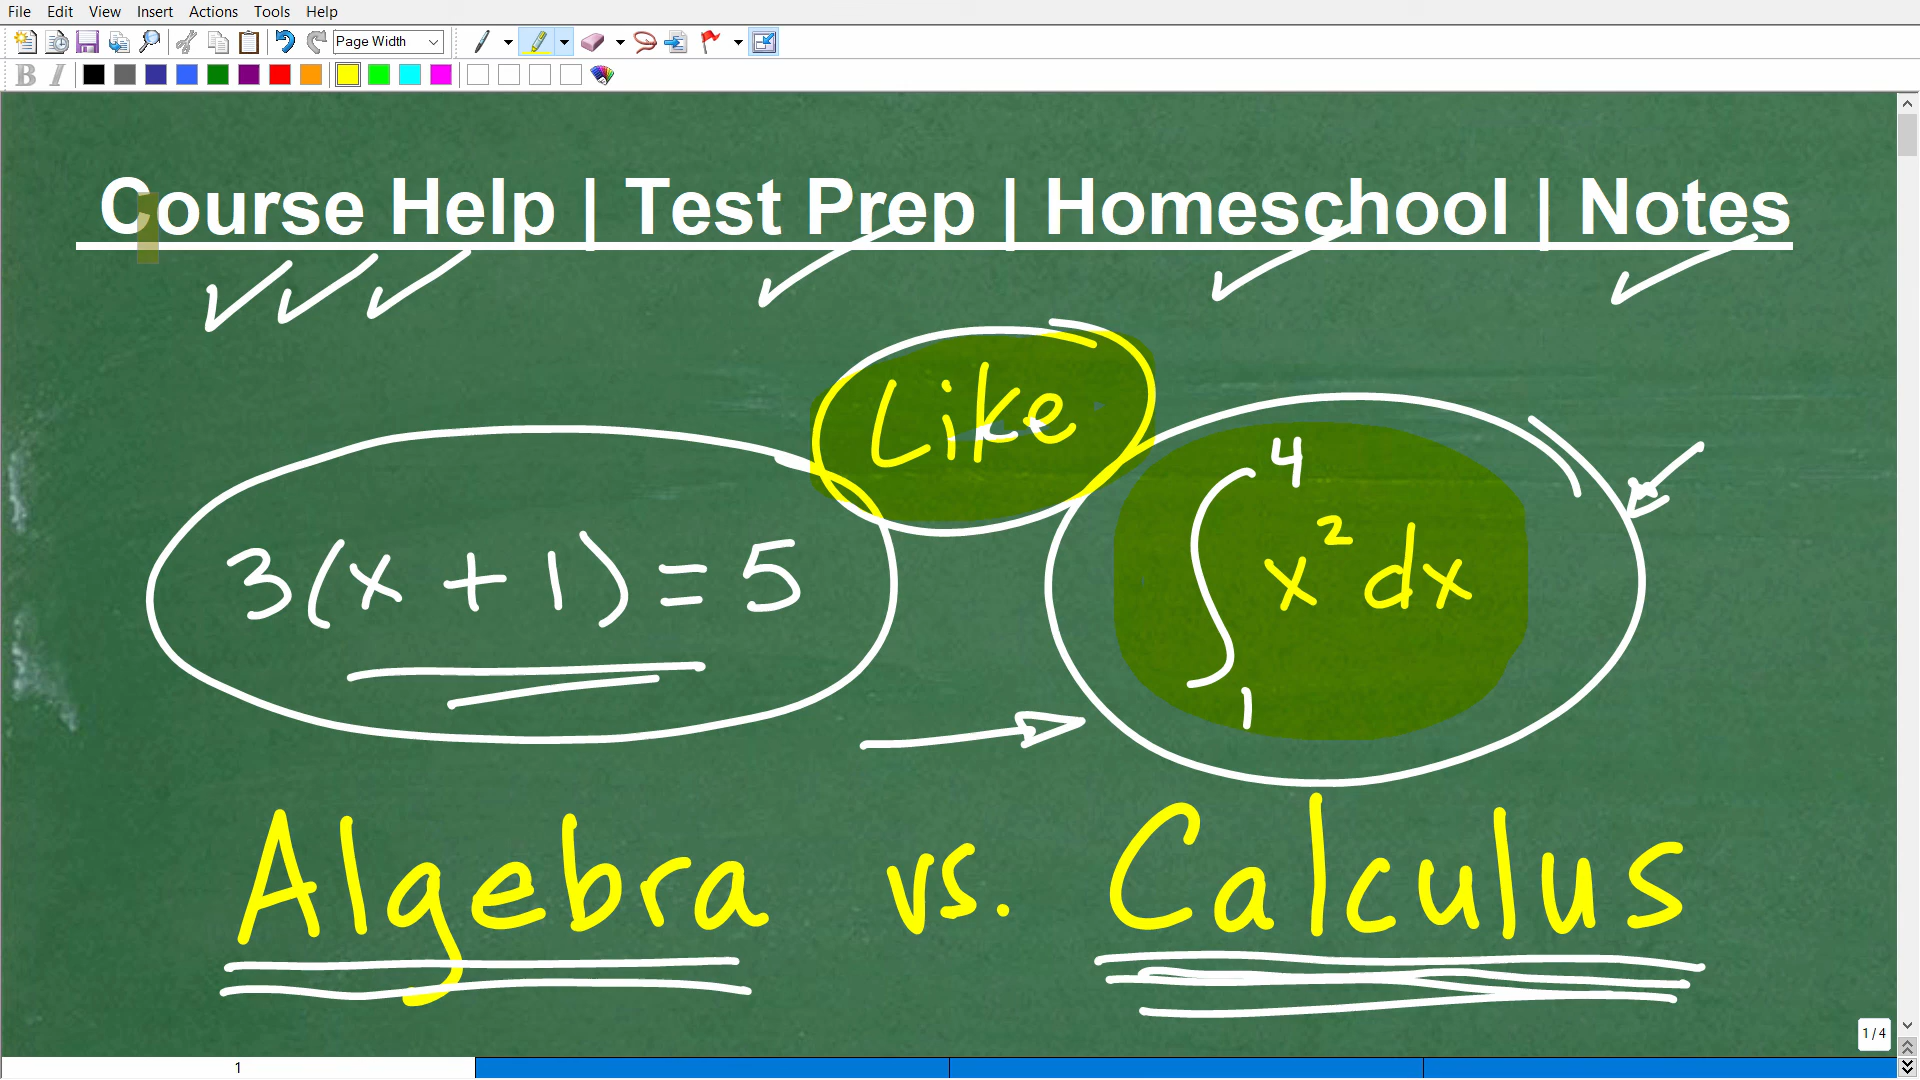 File Edit View Insert Actions Tools Help
Page Width
B I
Course Help | Test Prep | Homeschool | Notes
Like
3(x + 1) = 5
∫₁⁴ x² dx
Algebra vs. Calculus
1 / 4
1